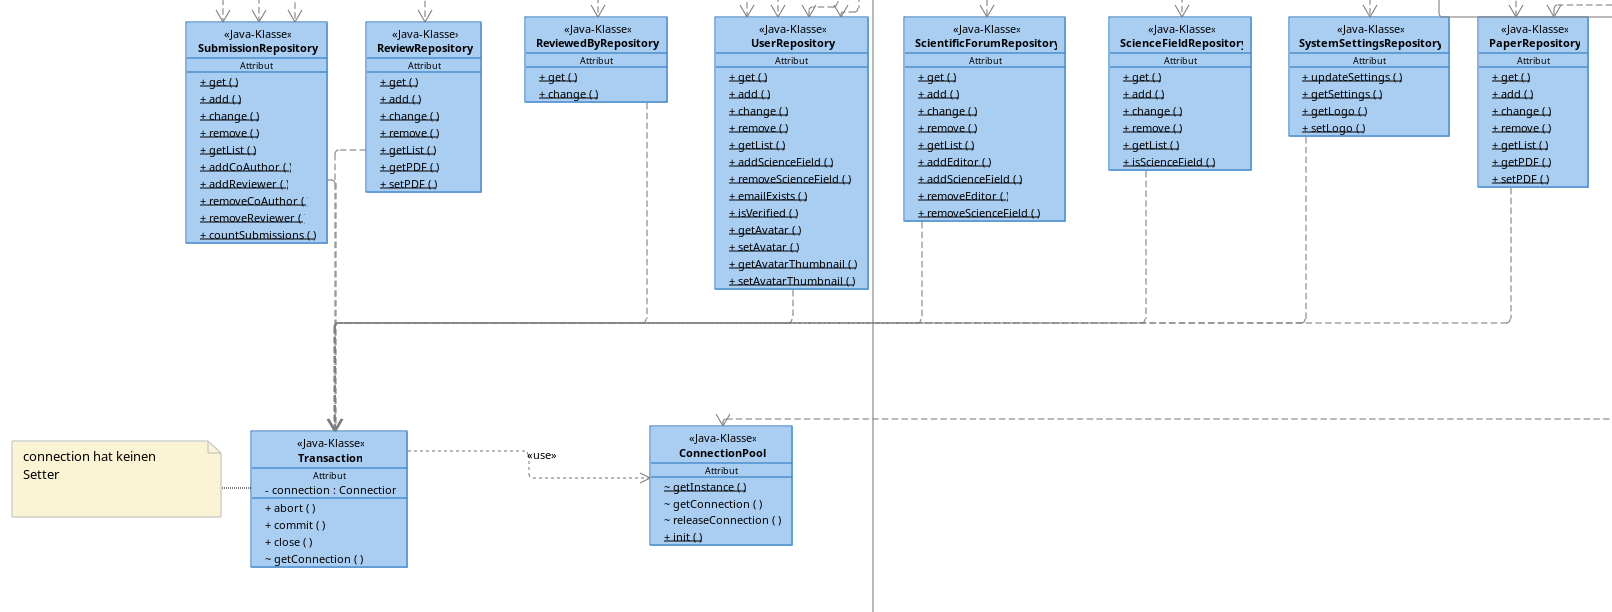 «Java-Klasse»
SubmissionRepository
Attribut
+ get ( )
+ add ( )
+ change ( )
+ remove ( )
+ getList ( )
+ addCoAuthor ( )
+ addReviewer ( )
+ removeCoAuthor (
+ removeReviewer (
+ countSubmissions ( )
«Java-Klasse»
ReviewRepository
Attribut
+ get ( )
+ add ( )
+ change ( )
+ remove ( )
+ getList ( )
+ getPDF ( )
+ setPDF ( )
«Java-Klasse»
ReviewedByRepository
Attribut
+ get ( )
+ change ( )
«Java-Klasse»
UserRepository
Attribut
+ get ( )
+ add ( )
+ change ( )
+ remove ( )
+ getList ( )
+ addScienceField ( )
+ removeScienceField ( )
+ emailExists ( )
+ isVerified ( )
+ getAvatar ( )
+ setAvatar ( )
+ getAvatarThumbnail ( )
+ setAvatarThumbnail ( )
«Java-Klasse»
ScientificForumRepository
Attribut
+ get ( )
+ add ( )
+ change ( )
+ remove ( )
+ getList ( )
+ addEditor ( )
+ addScienceField ( )
+ removeEditor ( )
+ removeScienceField ( )
«Java-Klasse»
ScienceFieldRepository
Attribut
+ get ( )
+ add ( )
+ change ( )
+ remove ( )
+ getList ( )
+ isScienceField ( )
«Java-Klasse»
SystemSettingsRepository
Attribut
+ updateSettings ( )
+ getSettings ( )
+ getLogo ( )
+ setLogo ( )
«Java-Klasse»
PaperRepository
Attribut
+ get ( )
+ add ( )
+ change ( )
+ remove ( )
+ getList ( )
+ getPDF ( )
+ setPDF ( )
connection hat keinen
Setter
«Java-Klasse»
Transaction
Attribut
- connection : Connection
+ abort ( )
+ commit ( )
+ close ( )
~ getConnection ( )
«use»
«Java-Klasse»
ConnectionPool
Attribut
~ getInstance ( )
~ getConnection ( )
~ releaseConnection ( )
+ init ( )